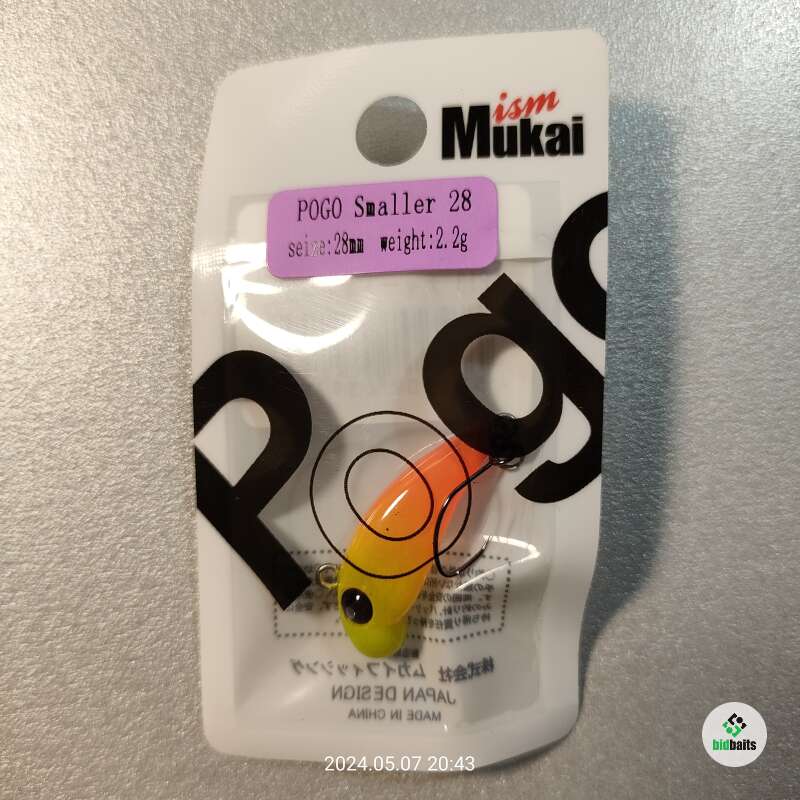 ism
Mukai
POGO Smaller 28
seize:28mm weight:2.2g
Pogo
株式会社 ムカイフィッシング
JAPAN DESIGN
MADE IN CHINA
2024.05.07 20:43
bidbaits